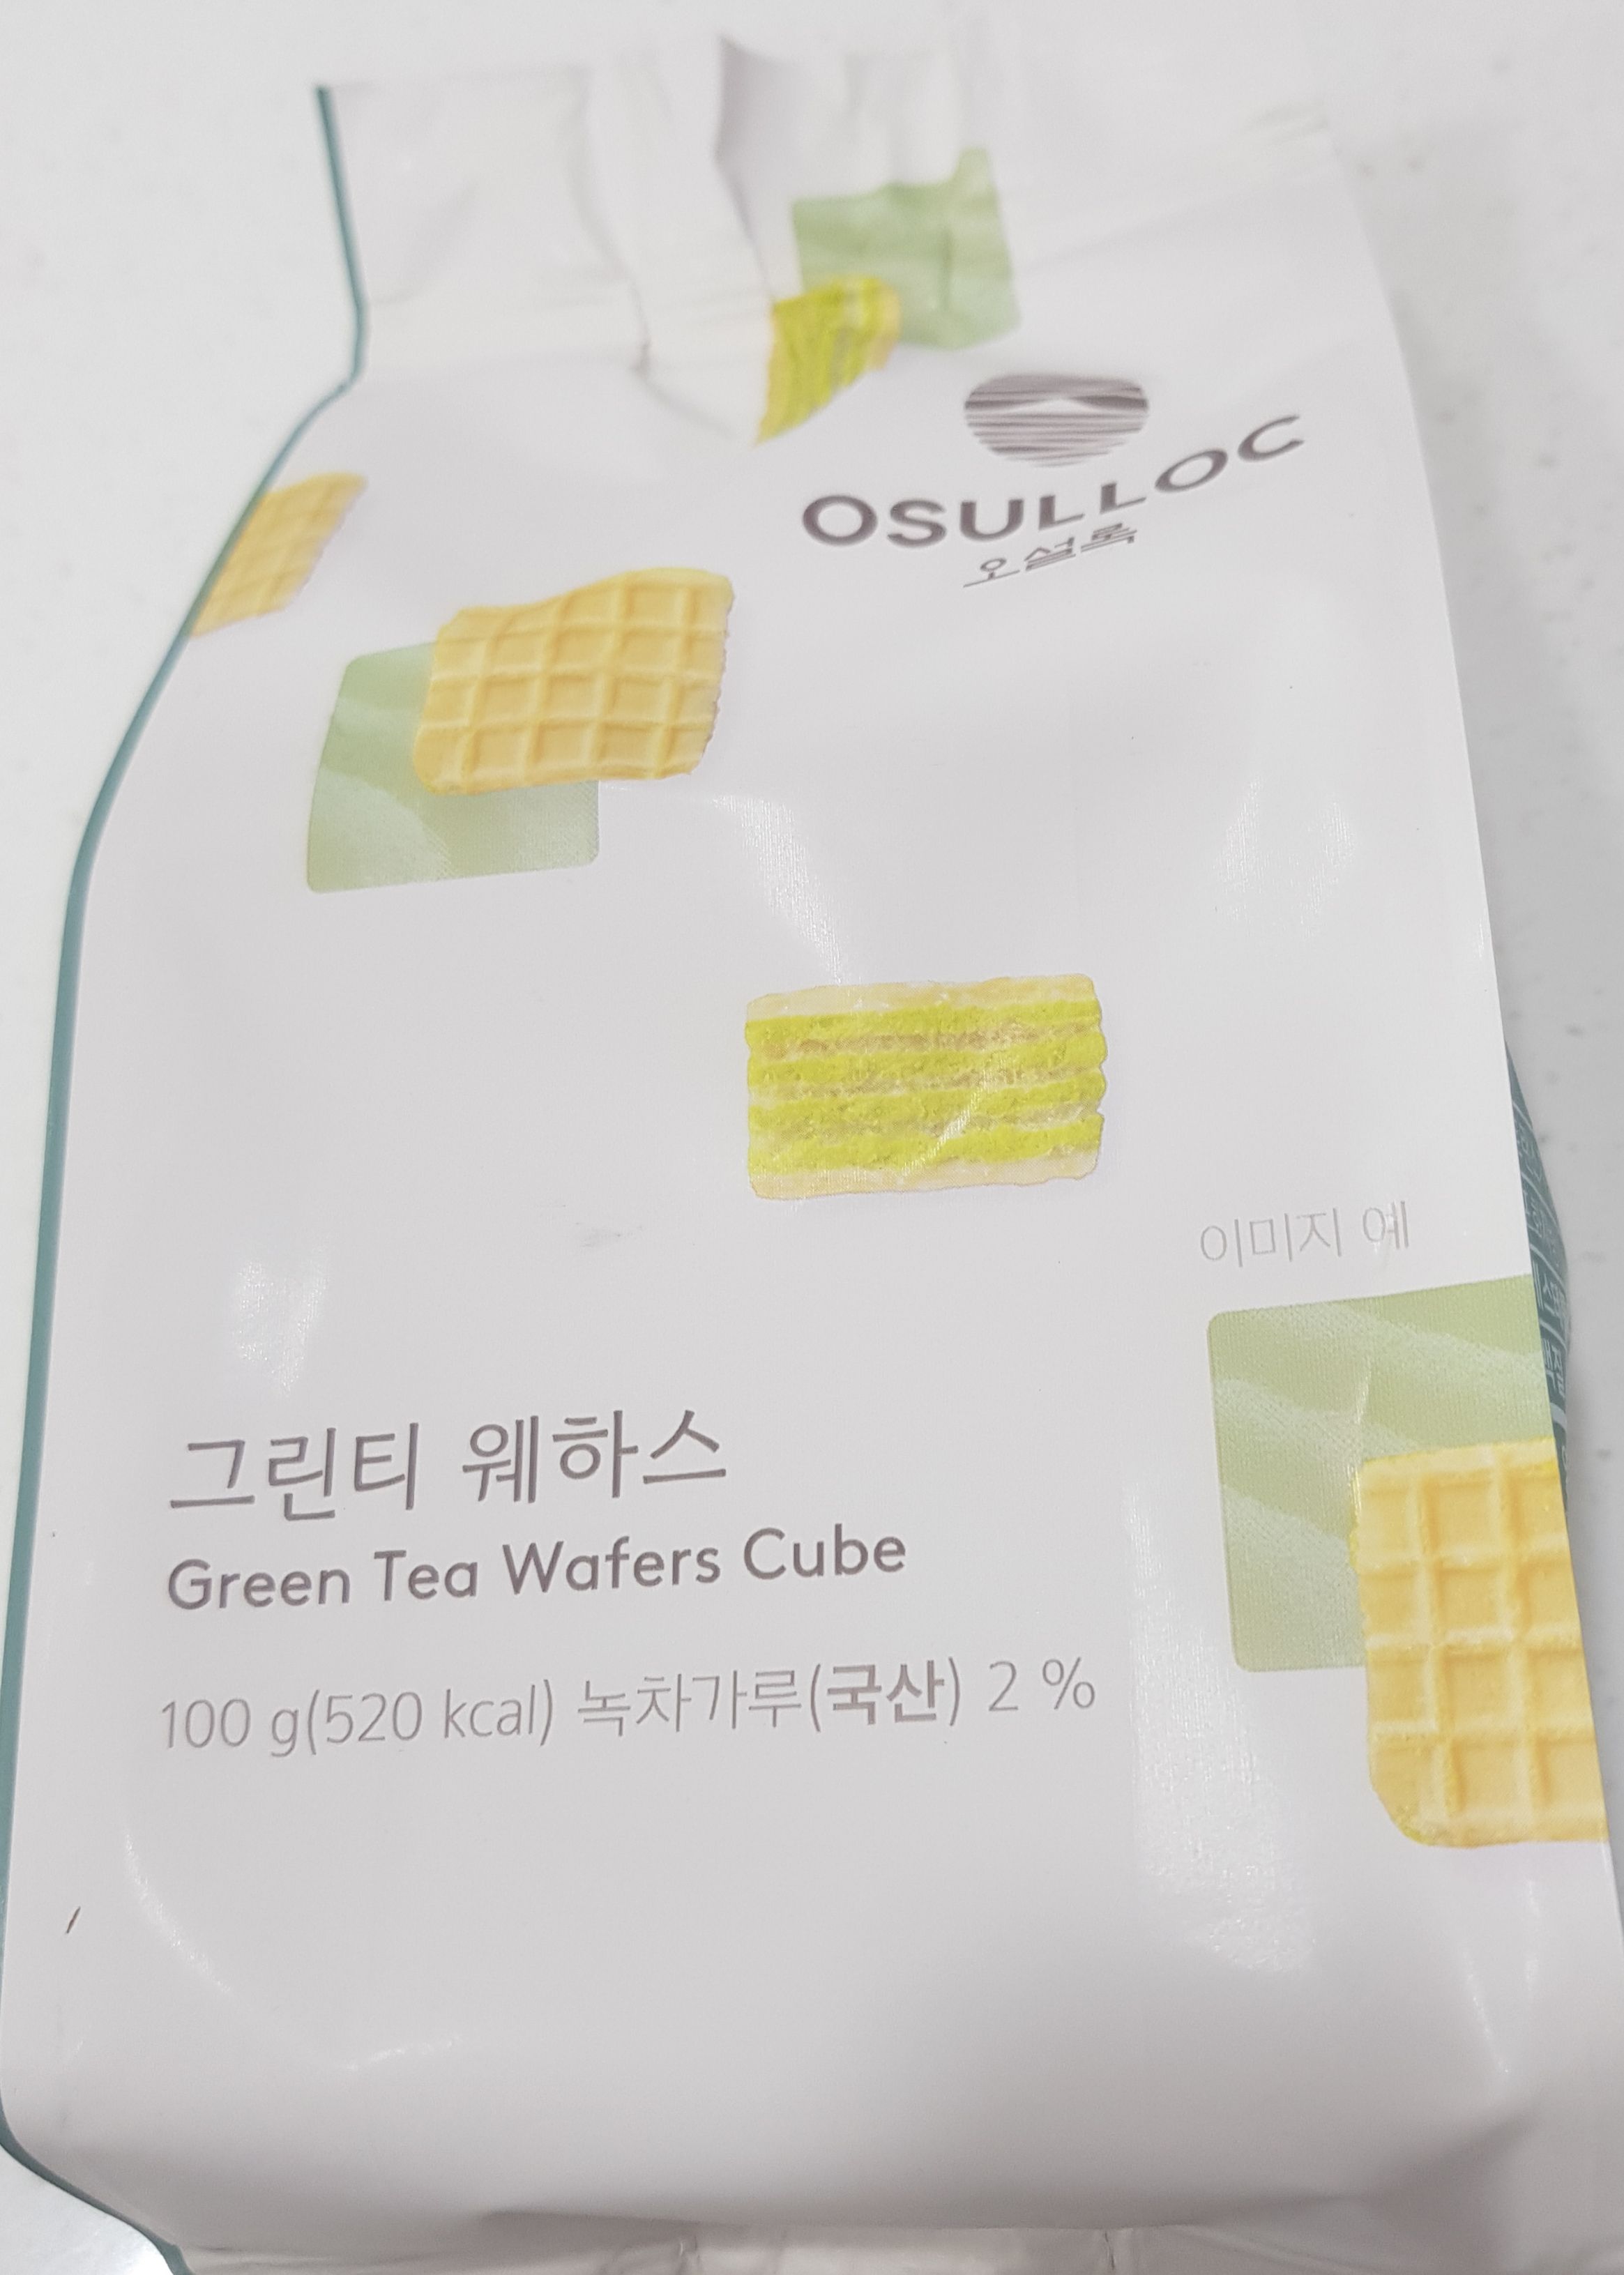 OSULLOC
오설록
이미지 예
그린티 웨하스
Green Tea Wafers Cube
100 g(520 kcal) 녹차가루(국산) 2 %